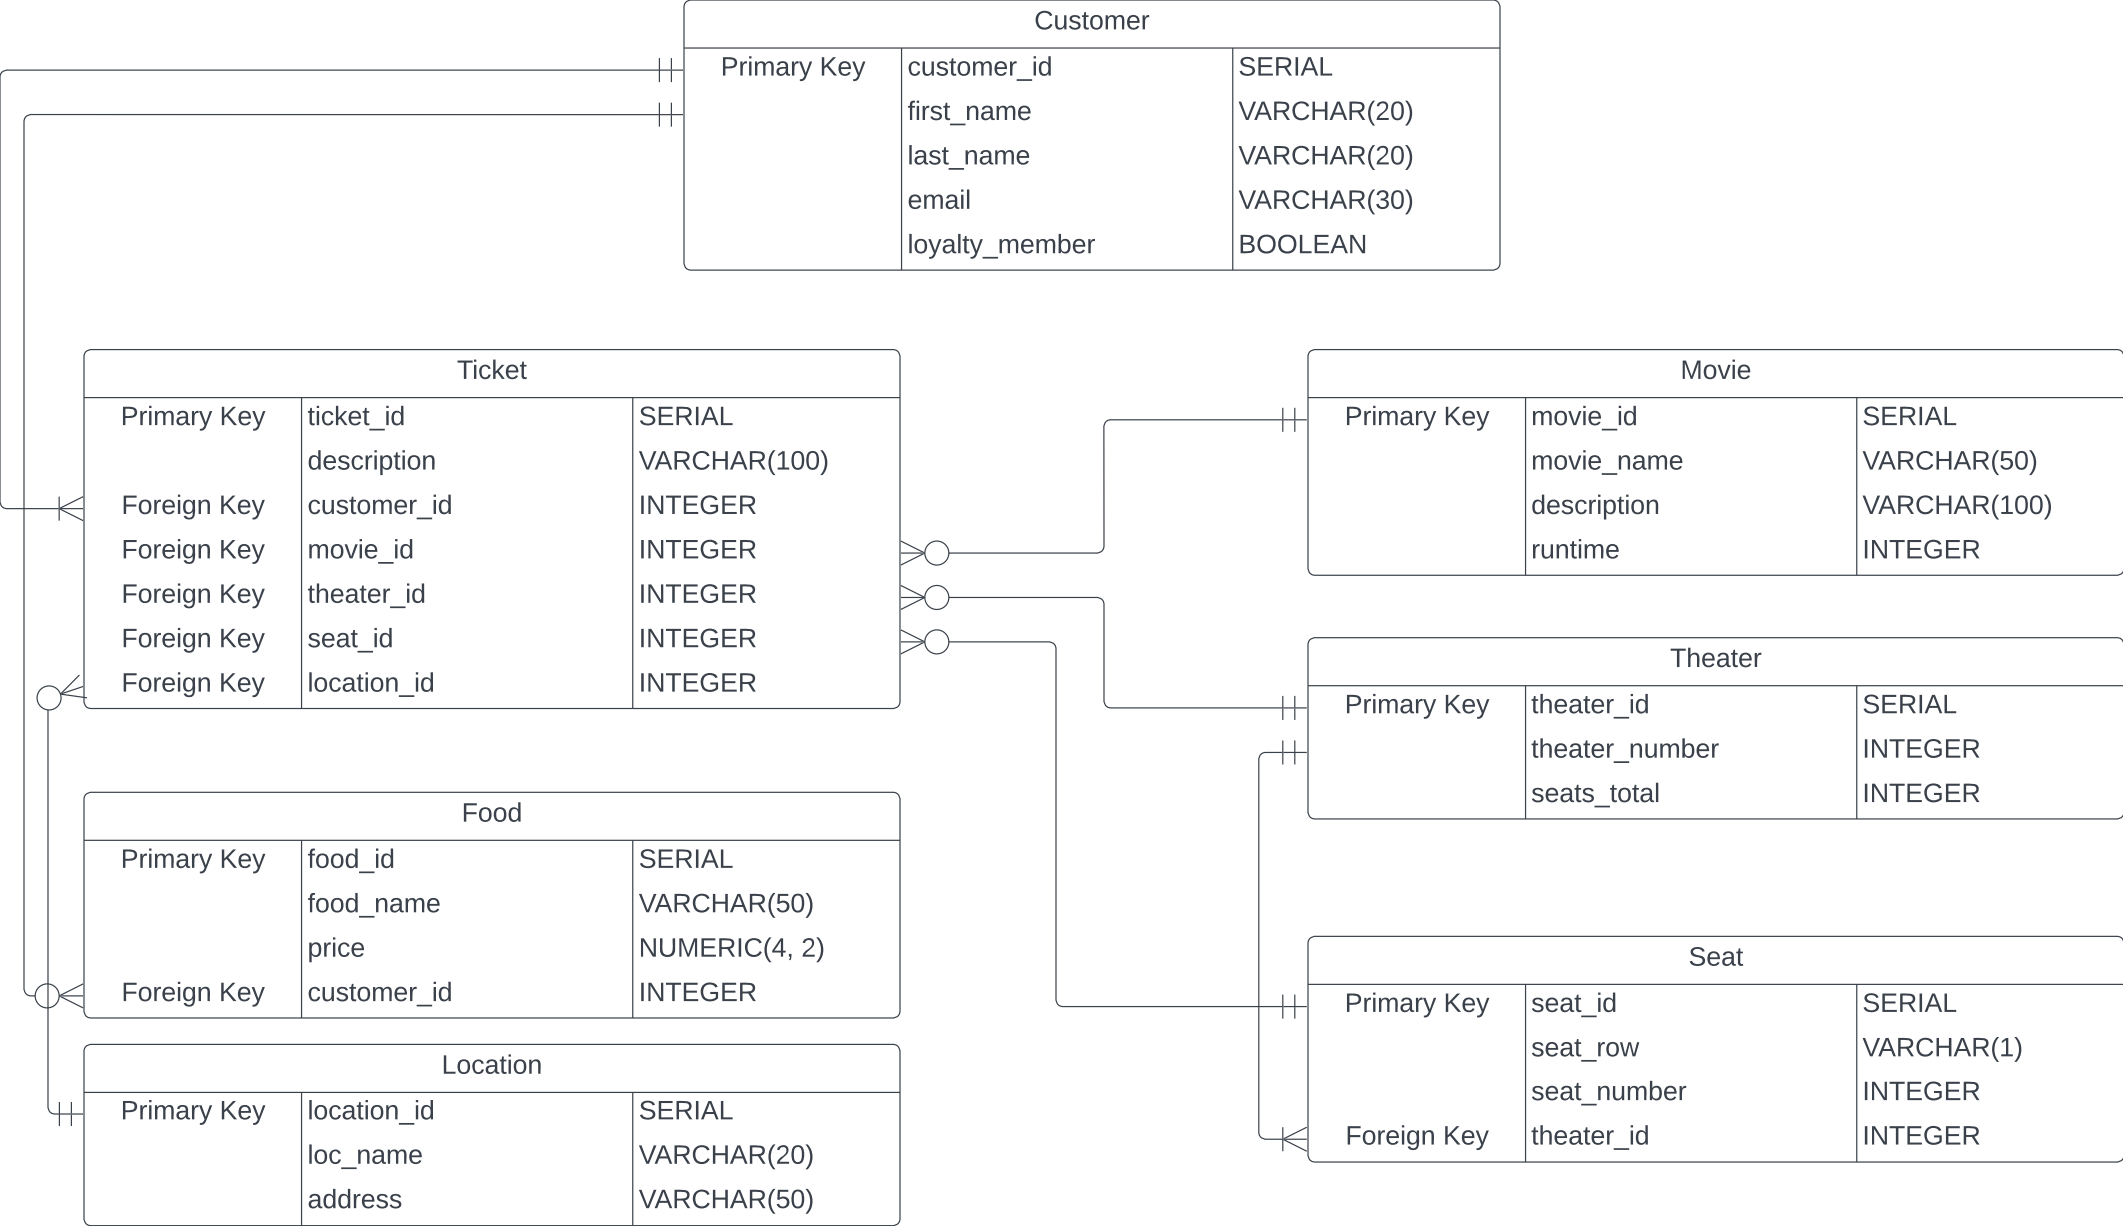 Customer
Primary Key customer_id SERIAL
first_name VARCHAR(20)
last_name VARCHAR(20)
email VARCHAR(30)
loyalty_member BOOLEAN
Ticket
Primary Key ticket_id SERIAL
description VARCHAR(100)
Foreign Key customer_id INTEGER
Foreign Key movie_id INTEGER
Foreign Key theater_id INTEGER
Foreign Key seat_id INTEGER
Foreign Key location_id INTEGER
Movie
Primary Key movie_id SERIAL
movie_name VARCHAR(50)
description VARCHAR(100)
runtime INTEGER
Theater
Primary Key theater_id SERIAL
theater_number INTEGER
seats_total INTEGER
Food
Primary Key food_id SERIAL
food_name VARCHAR(50)
price NUMERIC(4, 2)
Foreign Key customer_id INTEGER
Seat
Primary Key seat_id SERIAL
seat_row VARCHAR(1)
seat_number INTEGER
Foreign Key theater_id INTEGER
Location
Primary Key location_id SERIAL
loc_name VARCHAR(20)
address VARCHAR(50)